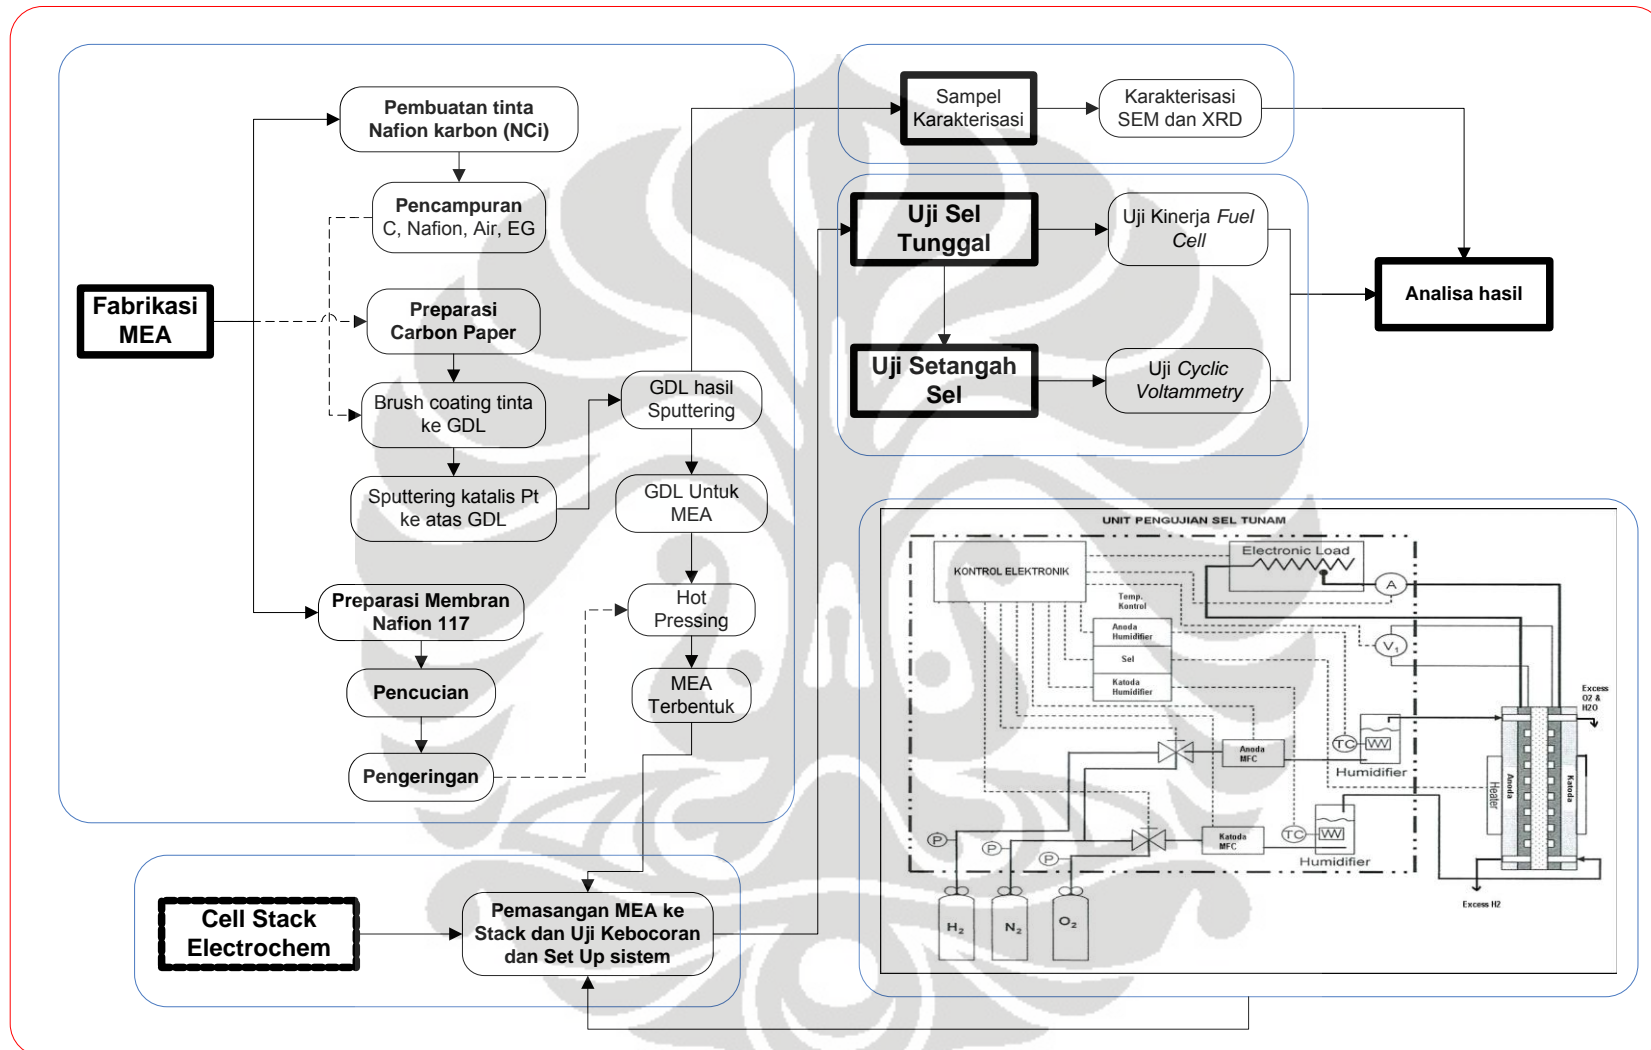 Pembuatan tinta
Nafion karbon (NCi)
Pencampuran
C, Nafion, Air, EG
Fabrikasi
MEA
Preparasi
Carbon Paper
Brush coating tinta
ke GDL
Sputtering katalis Pt
ke atas GDL
GDL hasil
Sputtering
GDL Untuk
MEA
Hot
Pressing
MEA
Terbentuk
Preparasi Membran
Nafion 117
Pencucian
Pengeringan
Cell Stack
Electrochem
Pemasangan MEA ke
Stack dan Uji Kebocoran
dan Set Up sistem
Sampel
Karakterisasi
Karakterisasi
SEM dan XRD
Uji Sel
Tunggal
Uji Kinerja Fuel
Cell
Uji Setangah
Sel
Uji Cyclic
Voltammetry
Analisa hasil
UNIT PENGUJIAN SEL TUNAM
KONTROL ELEKTRONIK
Electronic Load
A
Temp.
Kontrol
Anoda
Humidifier
Sel
Katoda
Humidifier
V1
Excess
O2 &
H2O
TC
Humidifier
Anoda
MFC
Heater
Anoda
Katoda
TC
Humidifier
Katoda
MFC
P
P
P
H2
N2
O2
Excess H2